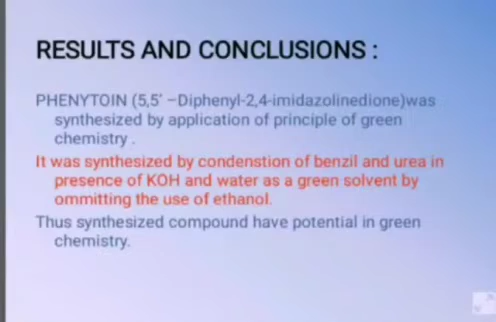 RESULTS AND CONCLUSIONS :
PHENYTOIN (5,5' –Diphenyl-2,4-imidazolinedione)was
synthesized by application of principle of green
chemistry .
It was synthesized by condenstion of benzil and urea in
presence of KOH and water as a green solvent by
ommitting the use of ethanol.
Thus synthesized compound have potential in green
chemistry.